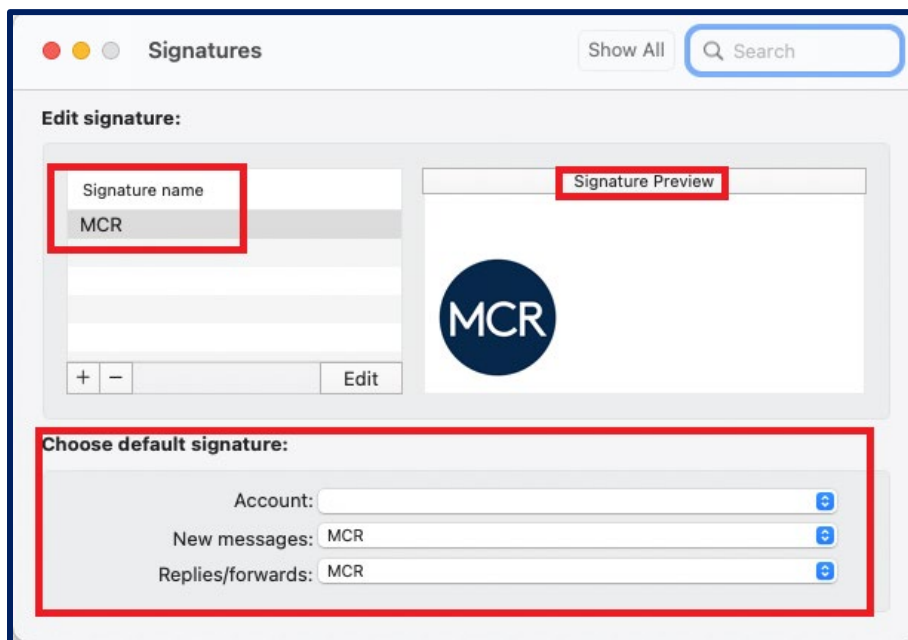 Signatures
Show All
Search
Edit signature:
Signature name
MCR
+ −
Edit
Signature Preview
MCR
Choose default signature:
Account:
New messages: MCR
Replies/forwards: MCR